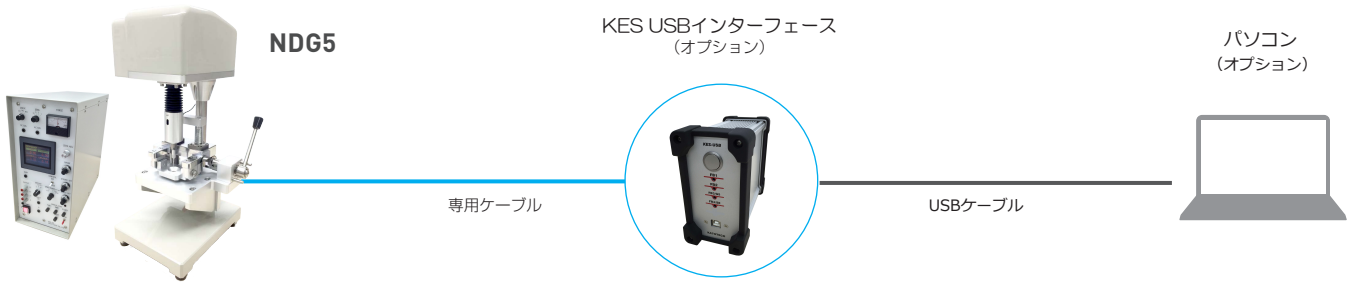 NDG5
KES USBインターフェース
（オプション）
パソコン
（オプション）
専用ケーブル
USBケーブル
KES-USB